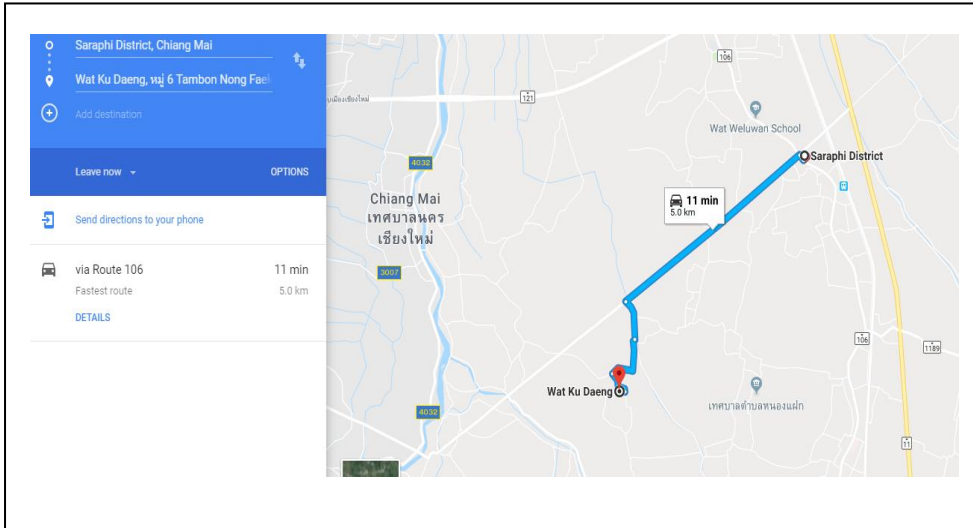 Saraphi District, Chiang Mai
Wat Ku Daeng, หมู่ 6 Tambon Nong Fae
Add destination
Leave now
OPTIONS
Send directions to your phone
via Route 106
11 min
Fastest route
5.0 km
DETAILS
106
121
Wat Weluwan School
Saraphi District
4032
Chiang Mai
เทศบาลนคร
เชียงใหม่
11 min
5.0 km
3007
106
1189
Wat Ku Daeng
เทศบาลตำบลหนองแฝก
4032
11